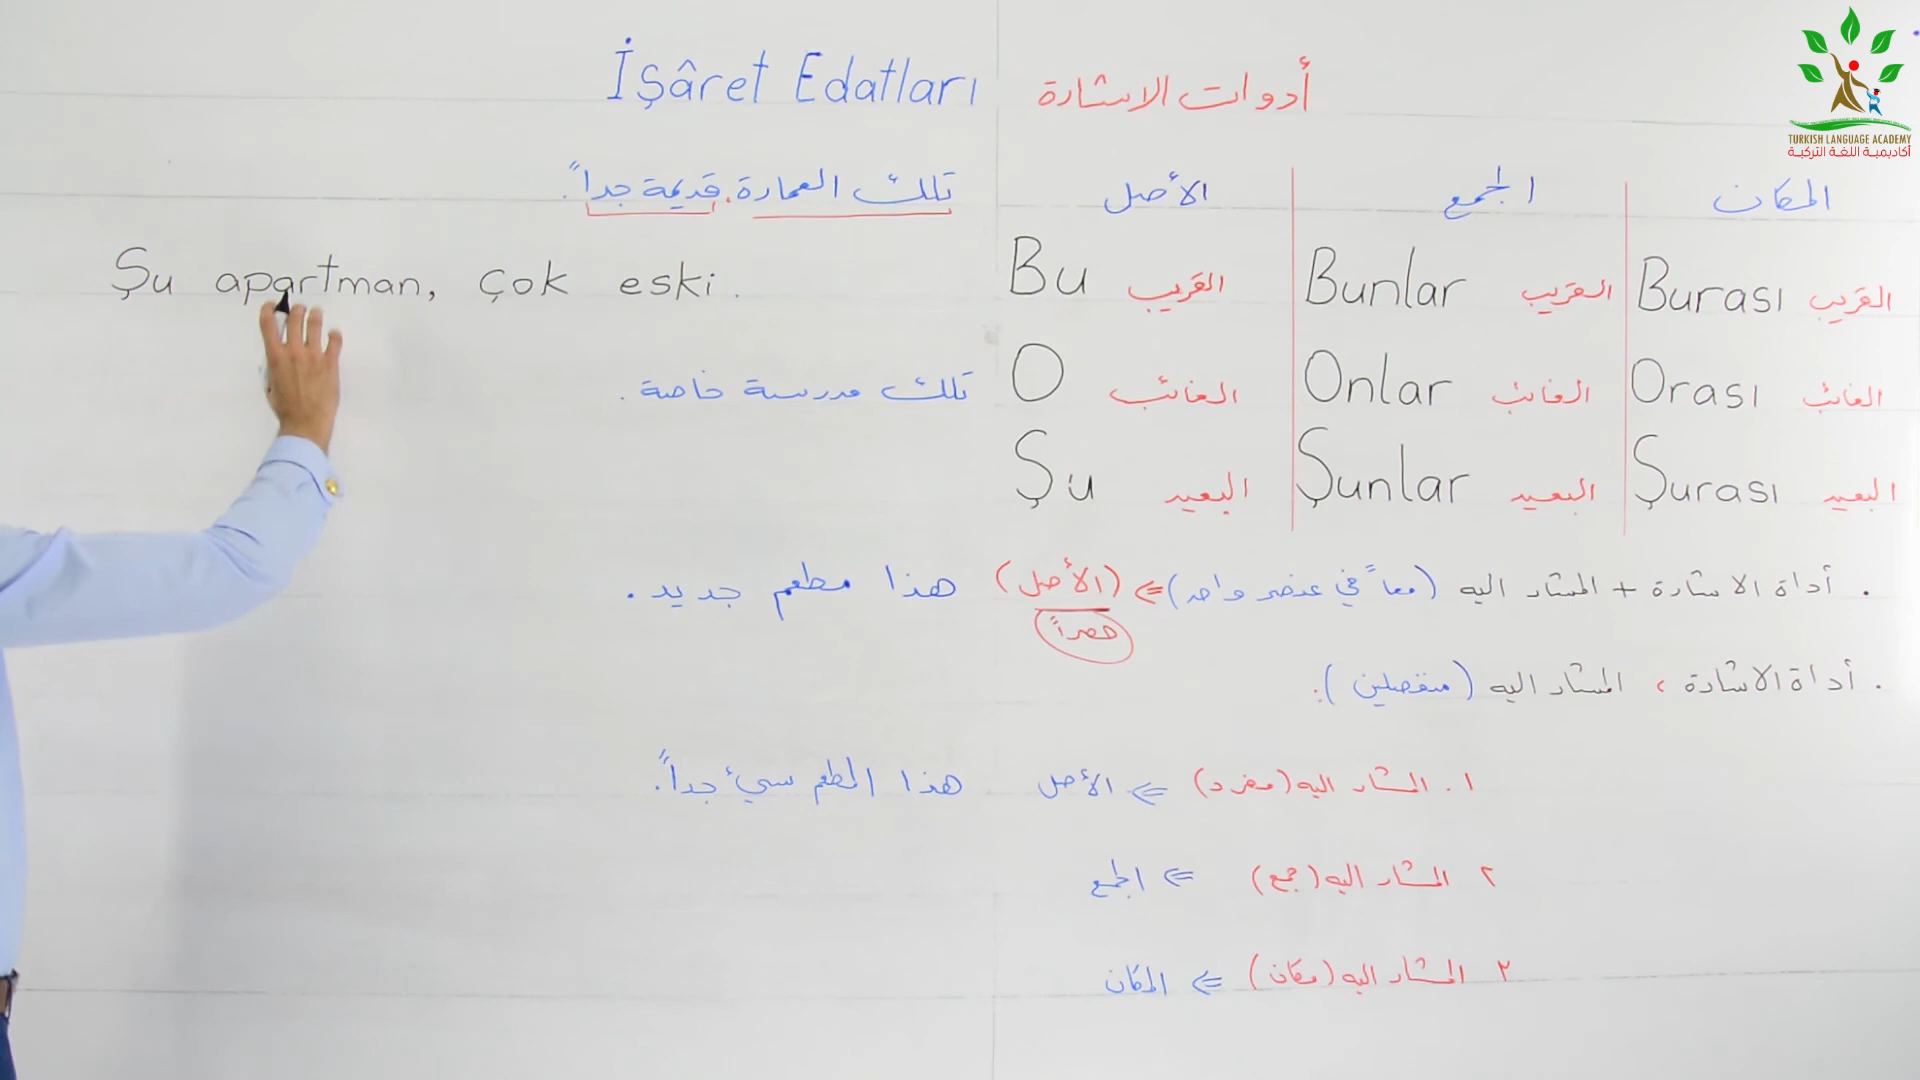 İşâret Edatları أدوات الاشارة
TURKISH LANGUAGE ACADEMY
أكاديمية اللغة التركية
المكان الجمع الأصل
تلك العمارة، قديمة جداً.
Şu apartman, çok eski.
Bu القريب Bunlar القريب Burası القريب
O الغائب Onlar الغائب Orası الغائب
تلك مدرسة خاصة.
Şu البعيد Şunlar البعيد Şurası البعيد
. أداة الاشارة + المشار اليه (معاً في عنصر واحد) => (الأصل)
حصراً
هذا مطعم جديد.
. أداة الاشارة ، المشار اليه (منفصلين).
١. المشار اليه (مفرد) => الأصل
هذا المطعم سيئ جداً.
٢ المشار اليه (جمع) => الجمع
٣ المشار اليه (مكان) => المكان